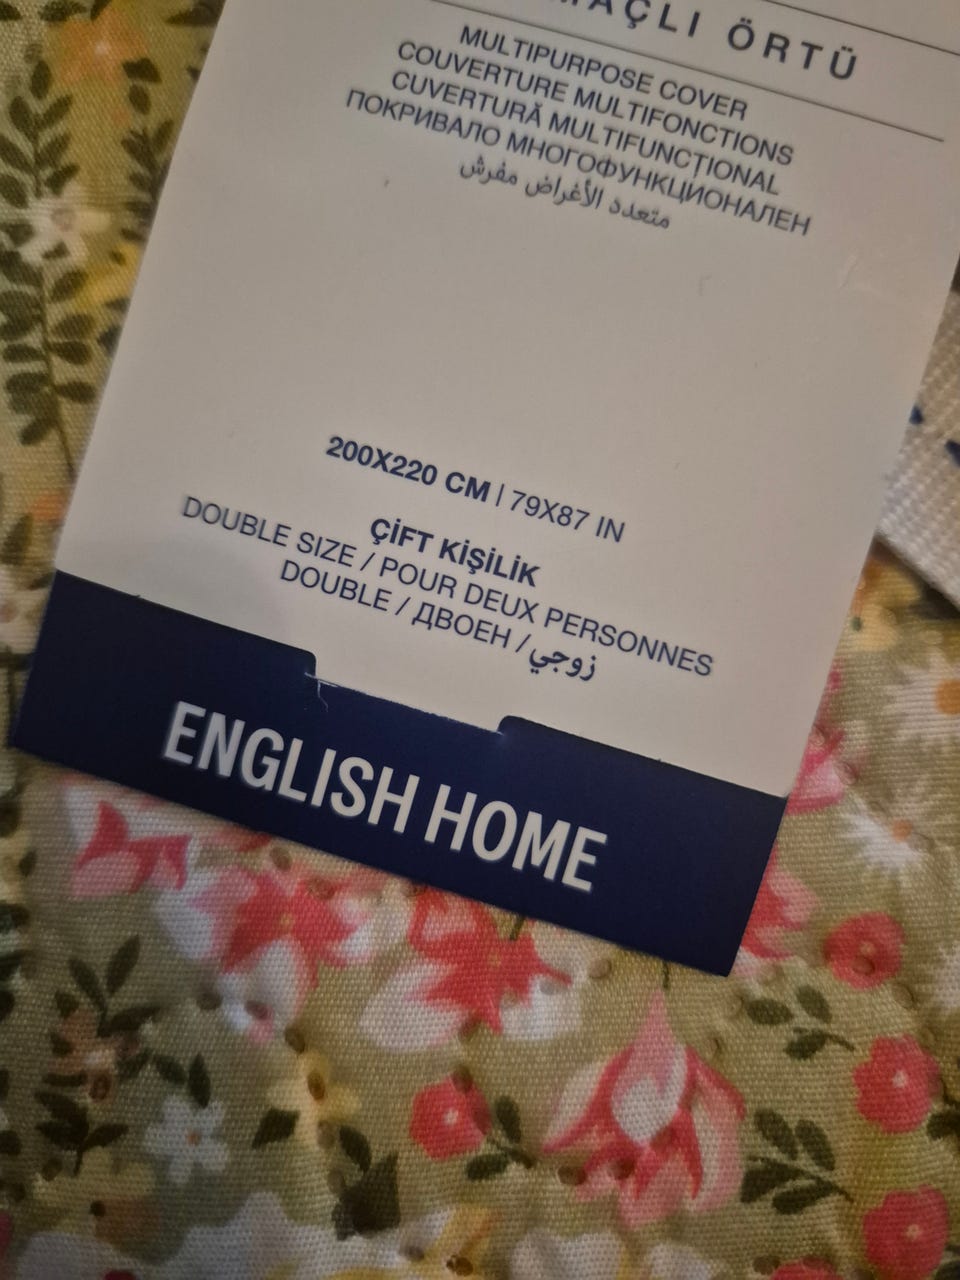 ÖRTÜ
MULTIPURPOSE COVER
COUVERTURE MULTIFONCTIONS
CUVERTURĂ MULTIFUNCȚIONAL
ПОКРИВАЛО МНОГОФУНКЦИОНАЛЕН
متعدد الأغراض مفرش
200X220 CM | 79X87 IN
ÇİFT KİŞİLİK
DOUBLE SIZE / POUR DEUX PERSONNES
DOUBLE / ДВОЕН / زوجي
ENGLISH HOME